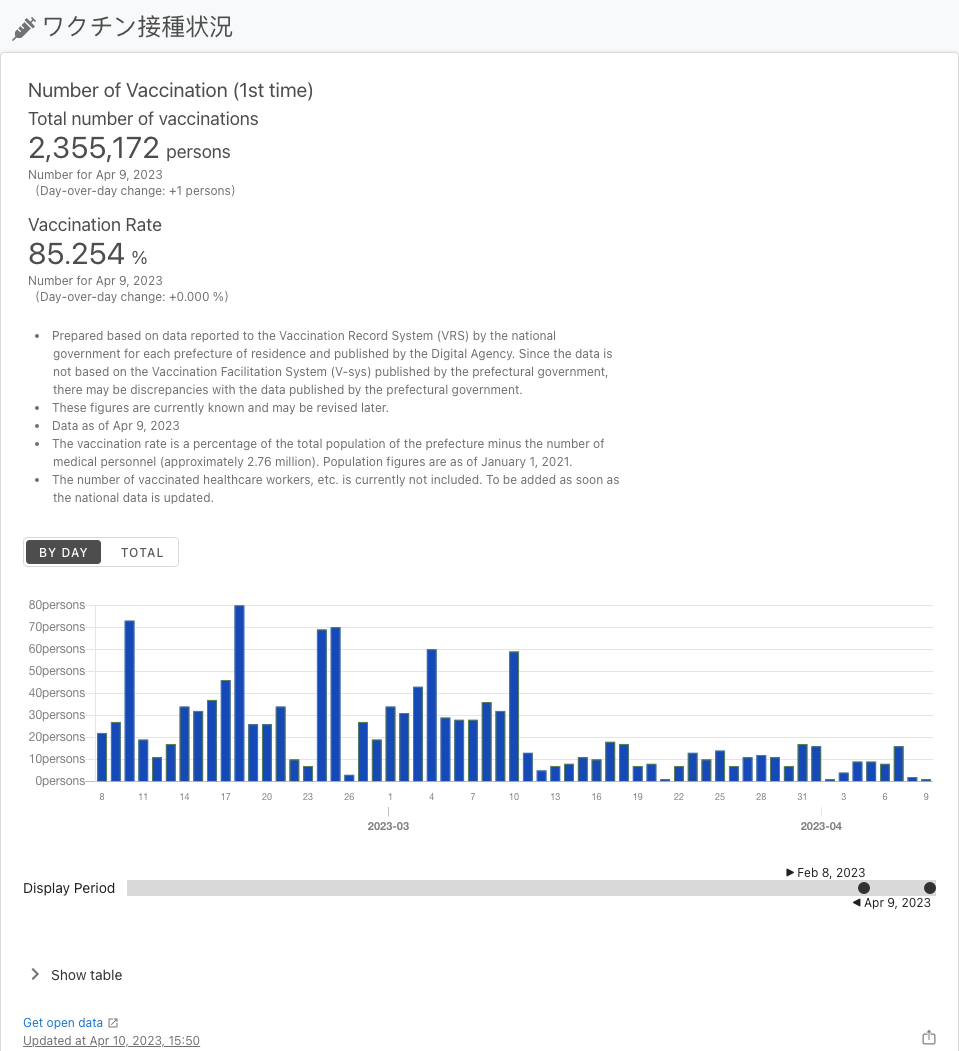 ワクチン接種状況
Number of Vaccination (1st time)
Total number of vaccinations
2,355,172 persons
Number for Apr 9, 2023
(Day-over-day change: +1 persons)
Vaccination Rate
85.254 %
Number for Apr 9, 2023
(Day-over-day change: +0.000 %)
• Prepared based on data reported to the Vaccination Record System (VRS) by the national
government for each prefecture of residence and published by the Digital Agency. Since the data is
not based on the Vaccination Facilitation System (V-sys) published by the prefectural government,
there may be discrepancies with the data published by the prefectural government.
• These figures are currently known and may be revised later.
• Data as of Apr 9, 2023
• The vaccination rate is a percentage of the total population of the prefecture minus the number of
medical personnel (approximately 2.76 million). Population figures are as of January 1, 2021.
• The number of vaccinated healthcare workers, etc. is currently not included. To be added as soon as
the national data is updated.
BY DAY TOTAL
80persons
70persons
60persons
50persons
40persons
30persons
20persons
10persons
0persons
8 11 14 17 20 23 26 1 4 7 10 13 16 19 22 25 28 31 3 6 9
2023-03 2023-04
Feb 8, 2023
Display Period
Apr 9, 2023
Show table
Get open data
Updated at Apr 10, 2023, 15:50